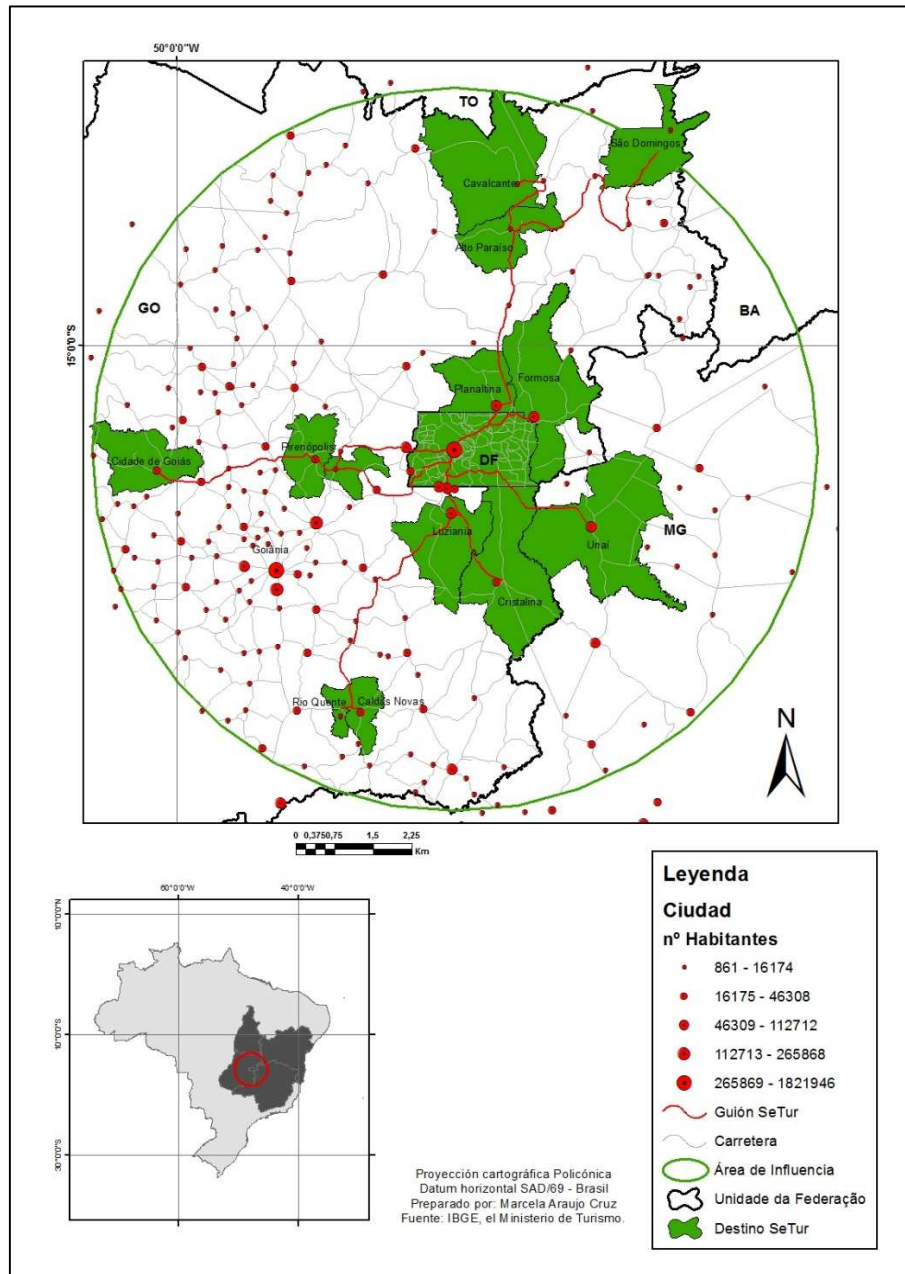 50°0'0"W
TO
São Domingos
Cavalcante
Alto Paraíso
GO
BA
15°0'0"S
Planaltina
Formosa
Pirenópolis
Cidade de Goiás
DF
Luziania
Unaí
MG
Goiânia
Cristalina
Rio Quente
Caldas Novas
N
0 0,375 0,75 1,5 2,25
Km
60°0'0"W
40°0'0"W
10°0'0"N
10°0'0"S
30°0'0"S
Leyenda
Ciudad
nº Habitantes
861 - 16174
16175 - 46308
46309 - 112712
112713 - 265868
265869 - 1821946
Guión SeTur
Carretera
Área de Influencia
Unidade da Federação
Destino SeTur
Proyección cartográfica Policónica
Datum horizontal SAD/69 - Brasil
Preparado por: Marcela Araujo Cruz
Fuente: IBGE, el Ministerio de Turismo.